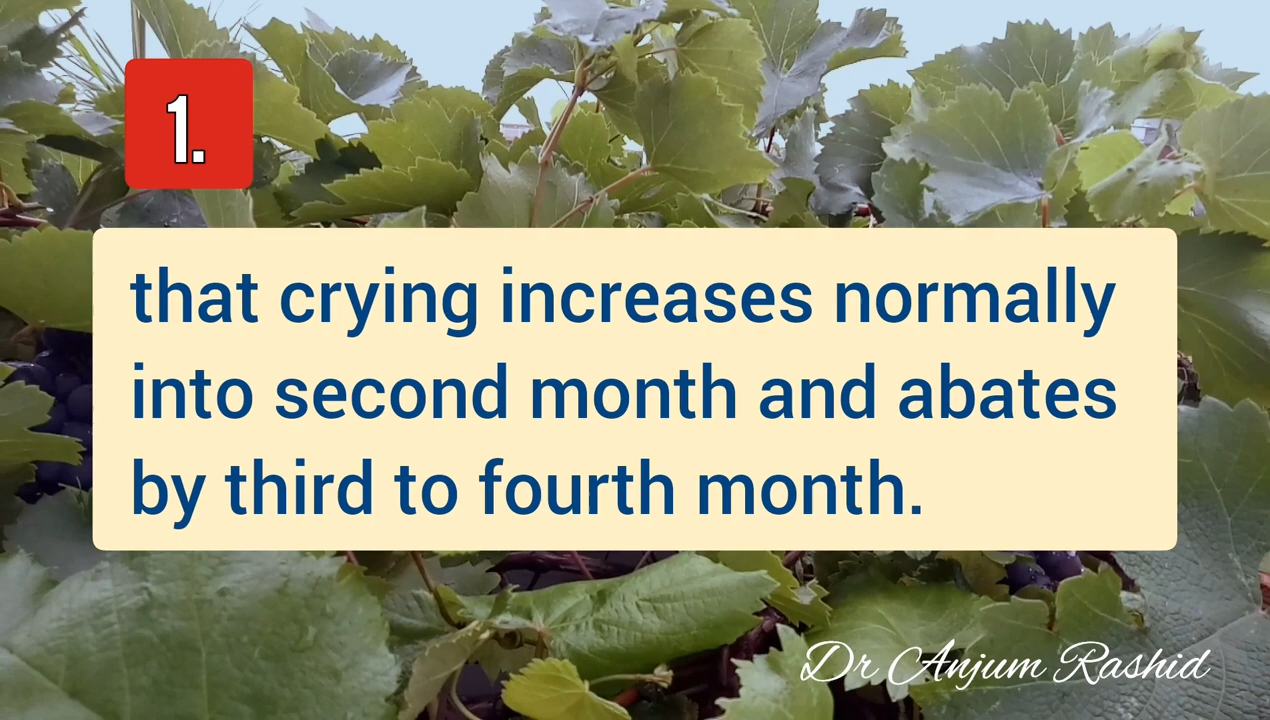 1.
that crying increases normally
into second month and abates
by third to fourth month.
Dr Anjum Rashid